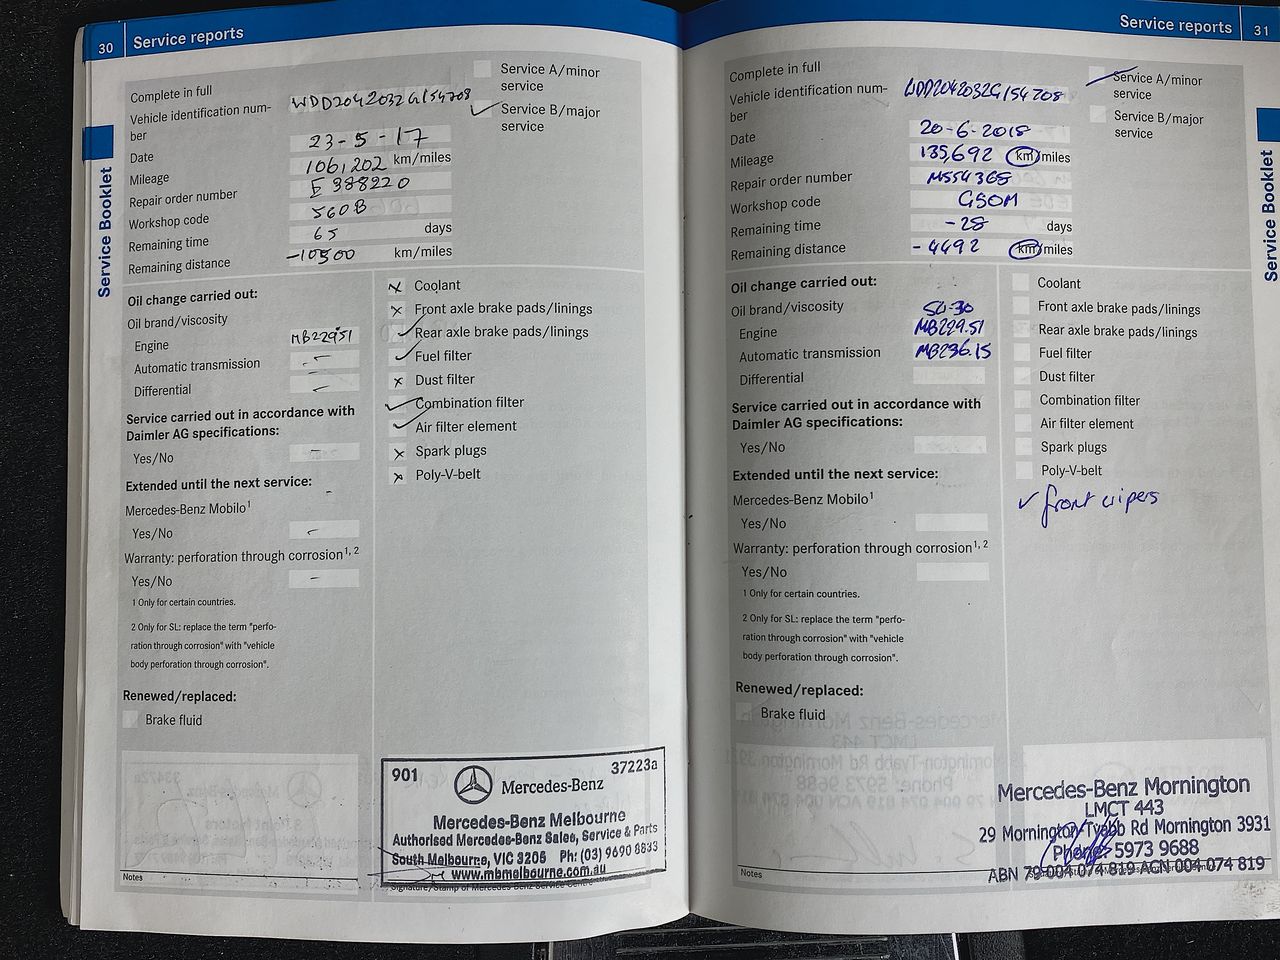 30 Service reports
Complete in full
Service A/minor service
Vehicle identification number WDD2042032G154708
Service B/major service
Date 23-5-17
Mileage 106,202 km/miles
Repair order number E 388220
Workshop code 560B
Remaining time 65 days
Remaining distance -10500 km/miles
Service Booklet
Oil change carried out:
Oil brand/viscosity
Engine MB229.51
Automatic transmission -
Differential -
Service carried out in accordance with
Daimler AG specifications:
Yes/No -
Extended until the next service:
Mercedes-Benz Mobilo1
Yes/No -
Warranty: perforation through corrosion1, 2
Yes/No -
1 Only for certain countries.
2 Only for SL: replace the term "perfo-
ration through corrosion" with "vehicle
body perforation through corrosion".
Renewed/replaced:
Brake fluid
x Coolant
x Front axle brake pads/linings
✓ Rear axle brake pads/linings
✓ Fuel filter
x Dust filter
✓ Combination filter
✓ Air filter element
x Spark plugs
x Poly-V-belt
901 Mercedes-Benz 37223a
Mercedes-Benz Melbourne
Authorised Mercedes-Benz Sales, Service & Parts
South Melbourne, VIC 3205 Ph: (03) 9690 8833
www.mbmelbourne.com.au
Notes
Service reports 31
Complete in full
Service A/minor service
Vehicle identification number WDD2042032G154708
Service B/major service
Date 20-6-2018
Mileage 135,692 km/miles
Repair order number MS54368
Workshop code GSOM
Remaining time -28 days
Remaining distance -4492 km/miles
Service Booklet
Oil change carried out:
Oil brand/viscosity 5W-30
Engine MB229.51
Automatic transmission MB236.15
Differential
Service carried out in accordance with
Daimler AG specifications:
Yes/No
Extended until the next service:
Mercedes-Benz Mobilo1
Yes/No
Warranty: perforation through corrosion1, 2
Yes/No
1 Only for certain countries.
2 Only for SL: replace the term "perfo-
ration through corrosion" with "vehicle
body perforation through corrosion".
Renewed/replaced:
Brake fluid
Coolant
Front axle brake pads/linings
Rear axle brake pads/linings
Fuel filter
Dust filter
Combination filter
Air filter element
Spark plugs
Poly-V-belt
✓ front wipers
Mercedes-Benz Mornington
LMCT 443
29 Mornington-Tyabb Rd Mornington 3931
Phone: 5973 9688
ABN 79 004 074 819 ACN 004 074 819
Notes